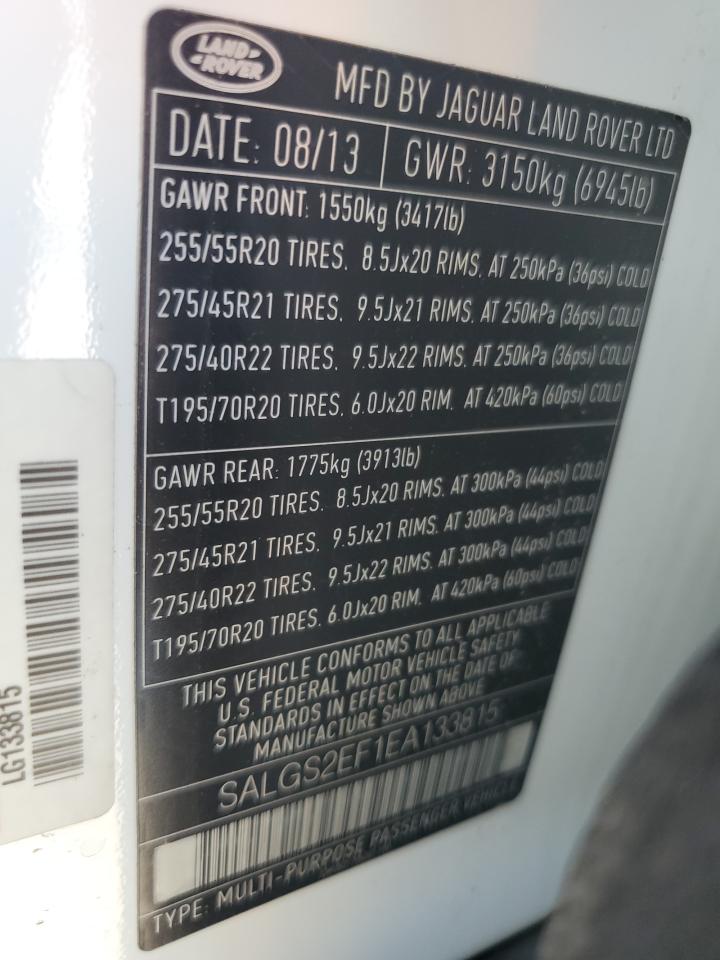 LAND ROVER
MFD BY JAGUAR LAND ROVER LTD
DATE: 08/13
GWR: 3150kg (6945lb)
GAWR FRONT: 1550kg (3417lb)
255/55R20 TIRES, 8.5Jx20 RIMS, AT 250kPa (36psi) COLD
275/45R21 TIRES, 9.5Jx21 RIMS, AT 250kPa (36psi) COLD
275/40R22 TIRES, 9.5Jx22 RIMS, AT 250kPa (36psi) COLD
T195/70R20 TIRES, 6.0Jx20 RIM, AT 420kPa (60psi) COLD
GAWR REAR: 1775kg (3913lb)
255/55R20 TIRES, 8.5Jx20 RIMS, AT 300kPa (44psi) COLD
275/45R21 TIRES, 9.5Jx21 RIMS, AT 300kPa (44psi) COLD
275/40R22 TIRES, 9.5Jx22 RIMS, AT 300kPa (44psi) COLD
T195/70R20 TIRES, 6.0Jx20 RIM, AT 420kPa (60psi) COLD
THIS VEHICLE CONFORMS TO ALL APPLICABLE
U.S. FEDERAL MOTOR VEHICLE SAFETY
STANDARDS IN EFFECT ON THE DATE OF
MANUFACTURE SHOWN ABOVE
SALGS2EF1EA133815
TYPE: MULTI-PURPOSE PASSENGER VEHICLE
LG133815